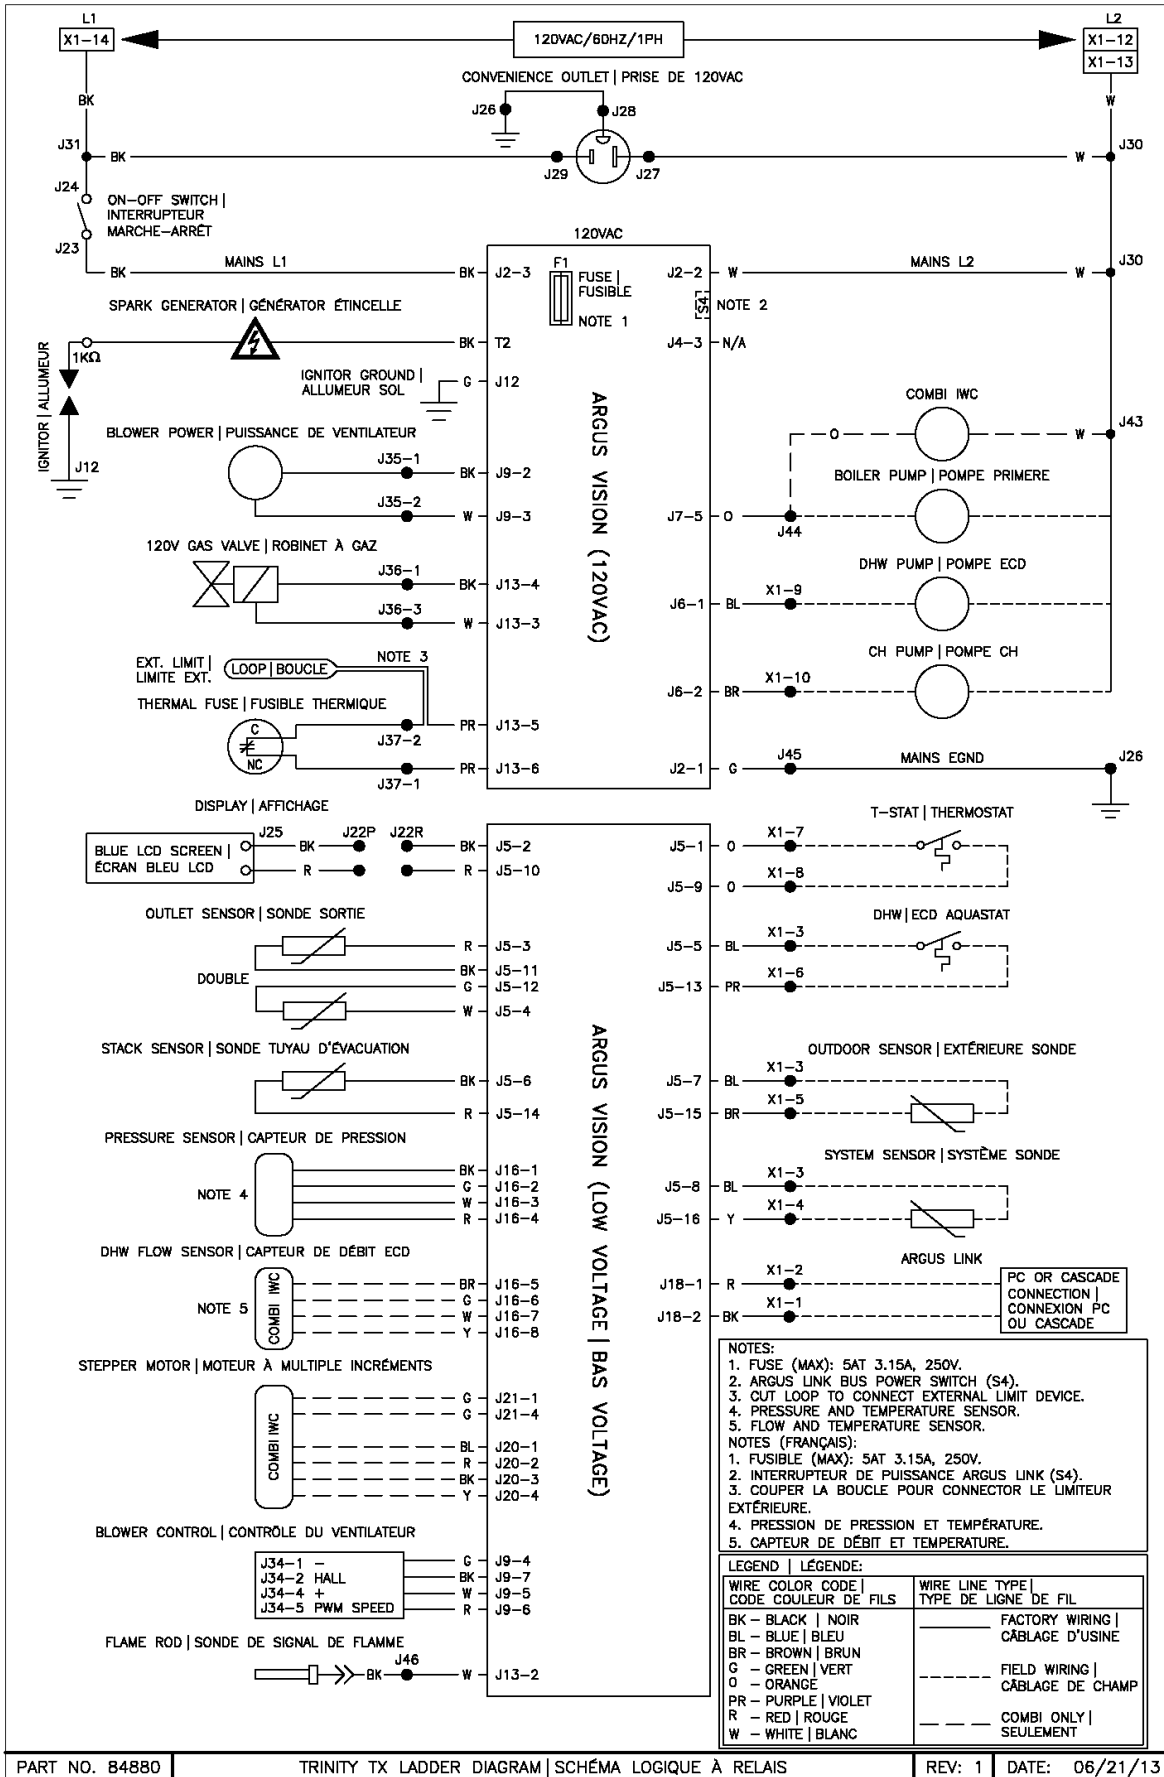 L1
X1-14
120VAC/60HZ/1PH
L2
X1-12
X1-13
CONVENIENCE OUTLET | PRISE DE 120VAC
BK
J26
J28
W
J31
BK
J29
J27
W
J30
J24
ON-OFF SWITCH |
INTERRUPTEUR
MARCHE-ARRÊT
J23
120VAC
BK
MAINS L1
BK
J2-3
F1
FUSE |
FUSIBLE
NOTE 1
J2-2
W
MAINS L2
W
J30
S4
NOTE 2
SPARK GENERATOR | GÉNÉRATOR ÉTINCELLE
1KΩ
BK
T2
J4-3
N/A
IGNITOR | ALLUMEUR
IGNITOR GROUND |
ALLUMEUR SOL
G
J12
J12
ARGUS VISION (120VAC)
COMBI IWC
O
W
J43
BLOWER POWER | PUISSANCE DE VENTILATEUR
J35-1
BK
J9-2
J35-2
W
J9-3
BOILER PUMP | POMPE PRIMERE
J7-5
O
J44
120V GAS VALVE | ROBINET À GAZ
J36-1
BK
J13-4
J36-3
W
J13-3
DHW PUMP | POMPE ECD
J6-1
BL
X1-9
EXT. LIMIT |
LIMITE EXT.
LOOP | BOUCLE
NOTE 3
CH PUMP | POMPE CH
J6-2
BR
X1-10
THERMAL FUSE | FUSIBLE THERMIQUE
C
NC
J37-2
PR
J13-5
J37-1
PR
J13-6
J2-1
G
J45
MAINS EGND
J26
DISPLAY | AFFICHAGE
BLUE LCD SCREEN |
ÉCRAN BLEU LCD
J25
J22P
J22R
BK
BK
J5-2
R
R
J5-10
T-STAT | THERMOSTAT
J5-1
O
X1-7
J5-9
O
X1-8
OUTLET SENSOR | SONDE SORTIE
R
J5-3
DOUBLE
BK
J5-11
G
J5-12
W
J5-4
DHW | ECD AQUASTAT
J5-5
BL
X1-3
J5-13
PR
X1-6
ARGUS VISION (LOW VOLTAGE | BAS VOLTAGE)
STACK SENSOR | SONDE TUYAU D'ÉVACUATION
BK
J5-6
R
J5-14
OUTDOOR SENSOR | EXTÉRIEURE SONDE
J5-7
BL
X1-3
J5-15
BR
X1-5
PRESSURE SENSOR | CAPTEUR DE PRESSION
NOTE 4
BK
J16-1
G
J16-2
W
J16-3
R
J16-4
SYSTEM SENSOR | SYSTÈME SONDE
J5-8
BL
X1-3
J5-16
Y
X1-4
DHW FLOW SENSOR | CAPTEUR DE DÉBIT ECD
NOTE 5
COMBI IWC
BR
J16-5
G
J16-6
W
J16-7
Y
J16-8
ARGUS LINK
J18-1
R
X1-2
J18-2
BK
X1-1
PC OR CASCADE
CONNECTION |
CONNEXION PC
OU CASCADE
STEPPER MOTOR | MOTEUR À MULTIPLE INCRÉMENTS
COMBI IWC
G
J21-1
G
J21-4
BL
J20-1
R
J20-2
BK
J20-3
Y
J20-4
BLOWER CONTROL | CONTRÔLE DU VENTILATEUR
J34-1 -
J34-2 HALL
J34-4 +
J34-5 PWM SPEED
G
J9-4
BK
J9-7
W
J9-5
R
J9-6
FLAME ROD | SONDE DE SIGNAL DE FLAMME
BK
J46
W
J13-2
NOTES:
1. FUSE (MAX): 5AT 3.15A, 250V.
2. ARGUS LINK BUS POWER SWITCH (S4).
3. CUT LOOP TO CONNECT EXTERNAL LIMIT DEVICE.
4. PRESSURE AND TEMPERATURE SENSOR.
5. FLOW AND TEMPERATURE SENSOR.
NOTES (FRANÇAIS):
1. FUSIBLE (MAX): 5AT 3.15A, 250V.
2. INTERRUPTEUR DE PUISSANCE ARGUS LINK (S4).
3. COUPER LA BOUCLE POUR CONNECTOR LE LIMITEUR
EXTÉRIEURE.
4. PRESSION DE PRESSION ET TEMPÉRATURE.
5. CAPTEUR DE DÉBIT ET TEMPERATURE.
LEGEND | LÉGENDE:
WIRE COLOR CODE |
CODE COULEUR DE FILS
BK - BLACK | NOIR
BL - BLUE | BLEU
BR - BROWN | BRUN
G - GREEN | VERT
O - ORANGE
PR - PURPLE | VIOLET
R - RED | ROUGE
W - WHITE | BLANC
WIRE LINE TYPE |
TYPE DE LIGNE DE FIL
FACTORY WIRING |
CÂBLAGE D'USINE
FIELD WIRING |
CÂBLAGE DE CHAMP
COMBI ONLY |
SEULEMENT
PART NO. 84880
TRINITY TX LADDER DIAGRAM | SCHÉMA LOGIQUE À RELAIS
REV: 1
DATE: 06/21/13